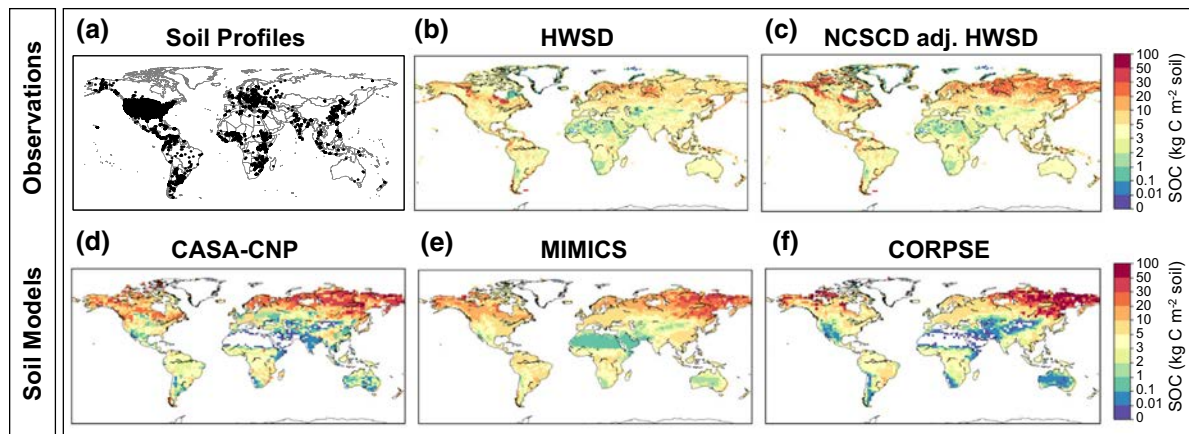 Observations
(a) Soil Profiles
(b) HWSD
(c) NCSCD adj. HWSD
100
50
30
20
10
5
3
2
1
0.1
0.01
0
SOC (kg C m⁻² soil)
Soil Models
(d) CASA-CNP
(e) MIMICS
(f) CORPSE
100
50
30
20
10
5
3
2
1
0.1
0.01
0
SOC (kg C m⁻² soil)